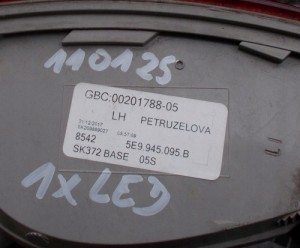 110125
GBC:00201788-05
LH PETRUZELOVA
8542 5E9.945.095.B
SK372 BASE 05S
1X LED